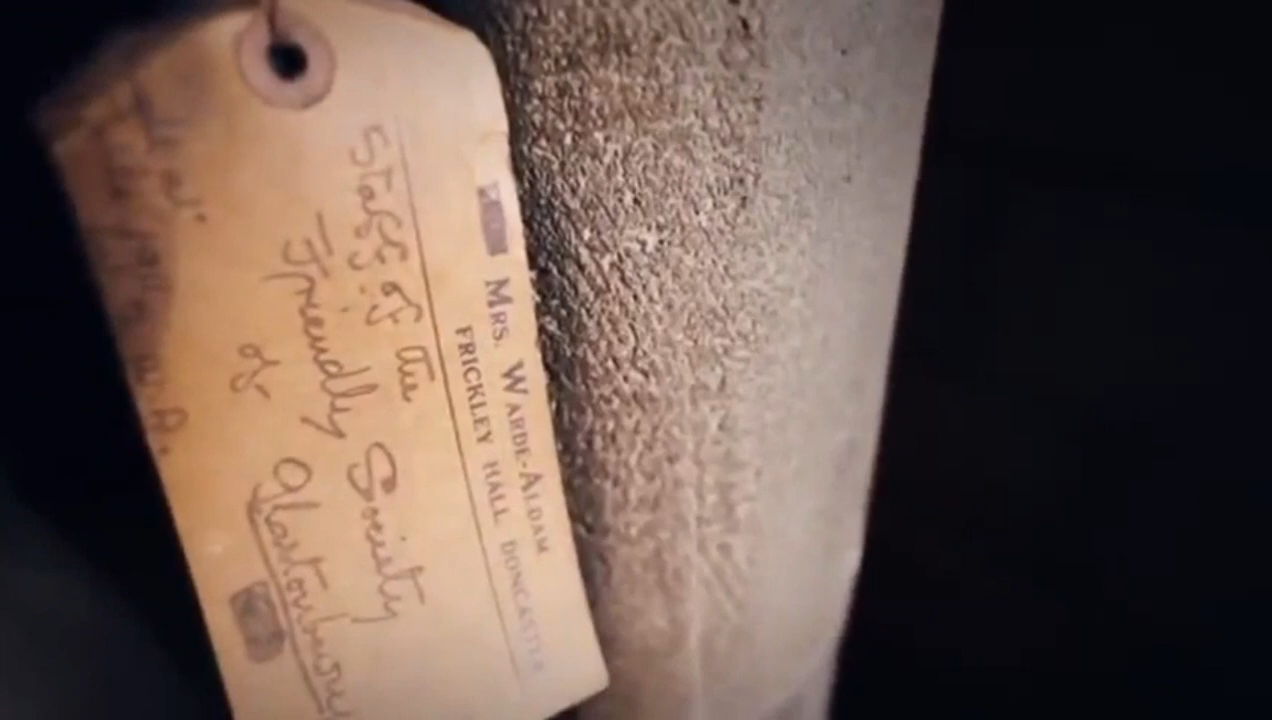 MRS. WARDE-ALDAM
FRICKLEY HALL DONCASTER
Staff of the
Friendly Society
of
Glastonbury